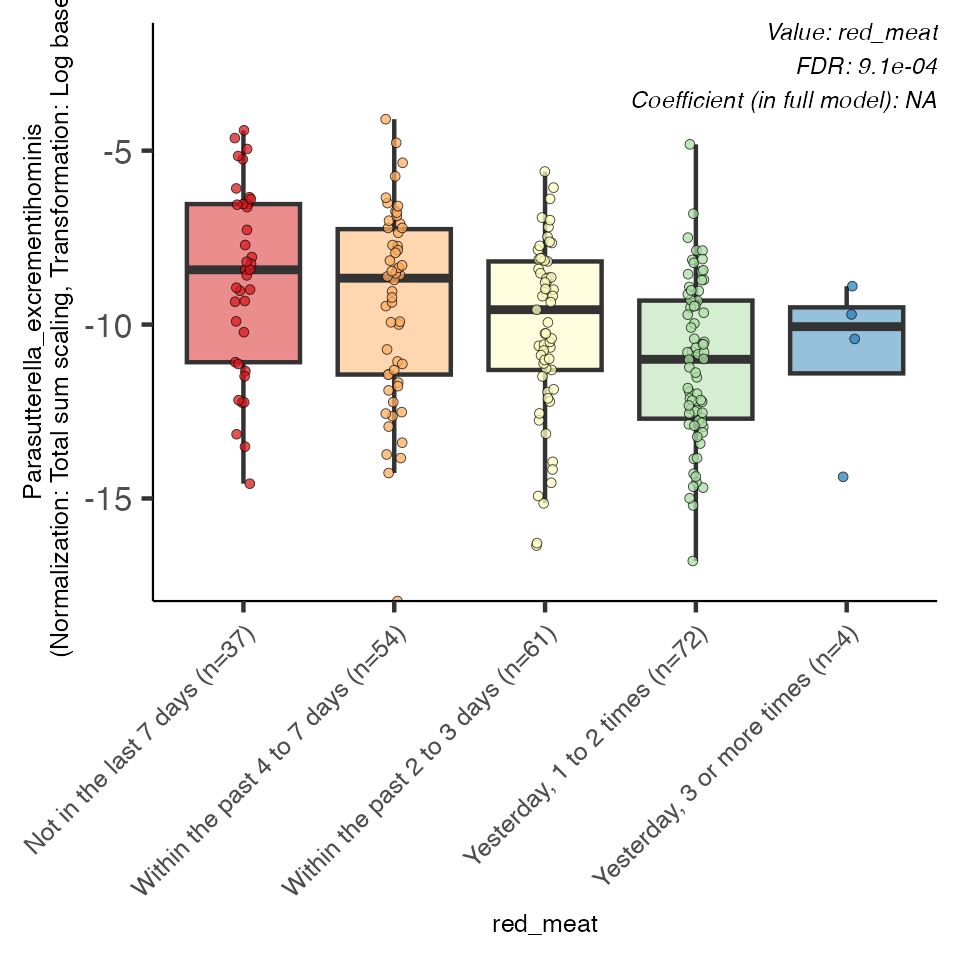 Value: red_meat
FDR: 9.1e-04
Coefficient (in full model): NA
Parasutterella_excrementihominis
(Normalization: Total sum scaling, Transformation: Log base
-5
-10
-15
Not in the last 7 days (n=37)
Within the past 4 to 7 days (n=54)
Within the past 2 to 3 days (n=61)
Yesterday, 1 to 2 times (n=72)
Yesterday, 3 or more times (n=4)
red_meat